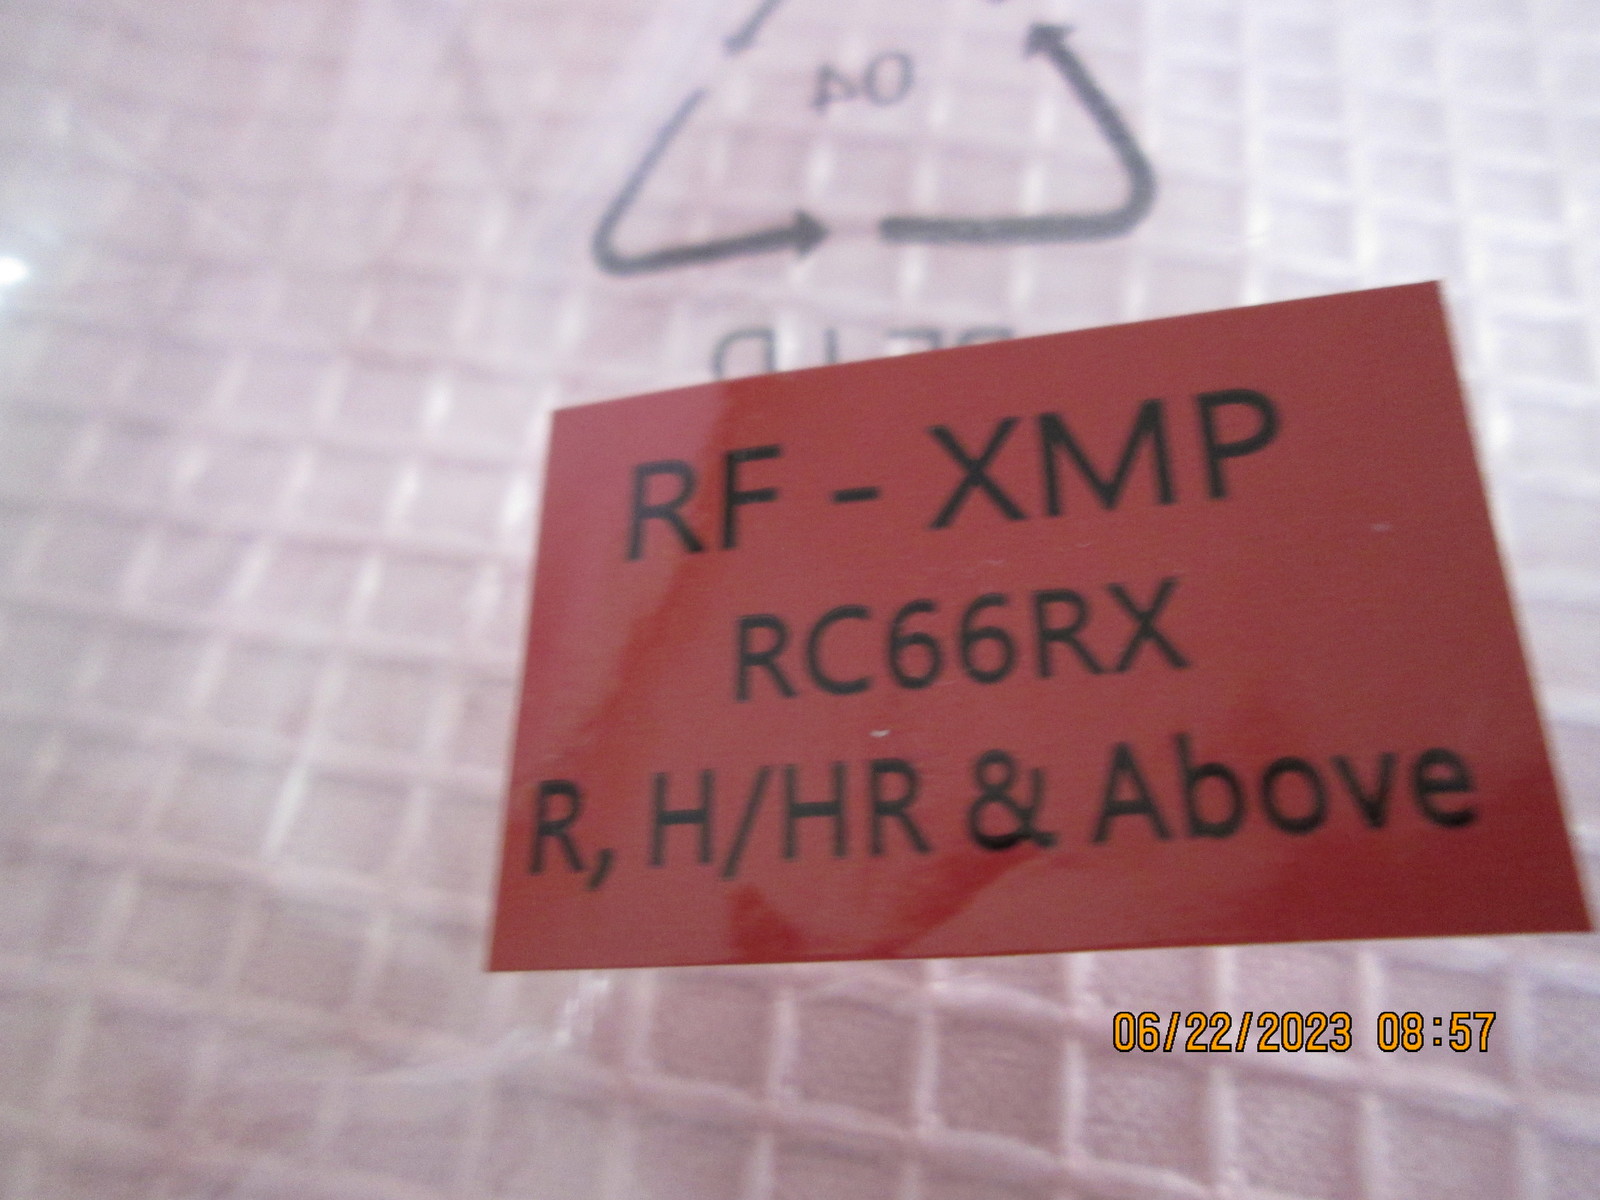 04
RF - XMP
RC66RX
R, H/HR & Above
06/22/2023 08:57